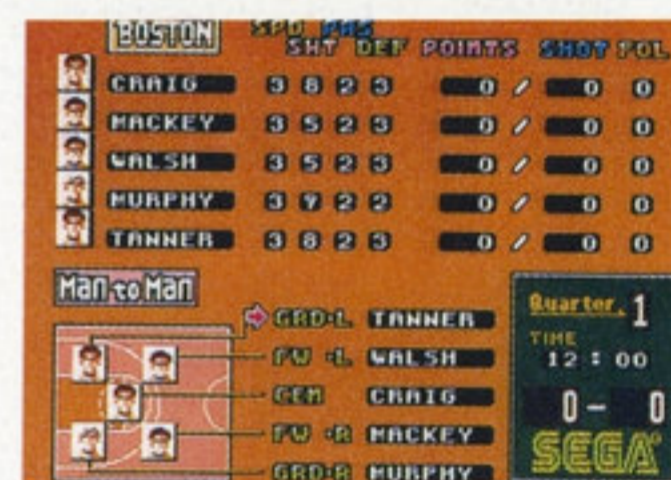 BOSTON SPD PAS
SHT DEF POINTS SHOT FOL
CRAIG 3 8 2 3 0 / 0 0
MACKEY 3 5 2 3 0 / 0 0
WALSH 3 5 2 3 0 / 0 0
MURPHY 3 7 2 2 0 / 0 0
TANNER 3 8 2 3 0 / 0 0
Man to Man
GRD·L TANNER
FW ·L WALSH
CEN CRAIG
FW ·R MACKEY
GRD·R MURPHY
Quarter. 1
TIME
12 : 00
0 - 0
SEGA